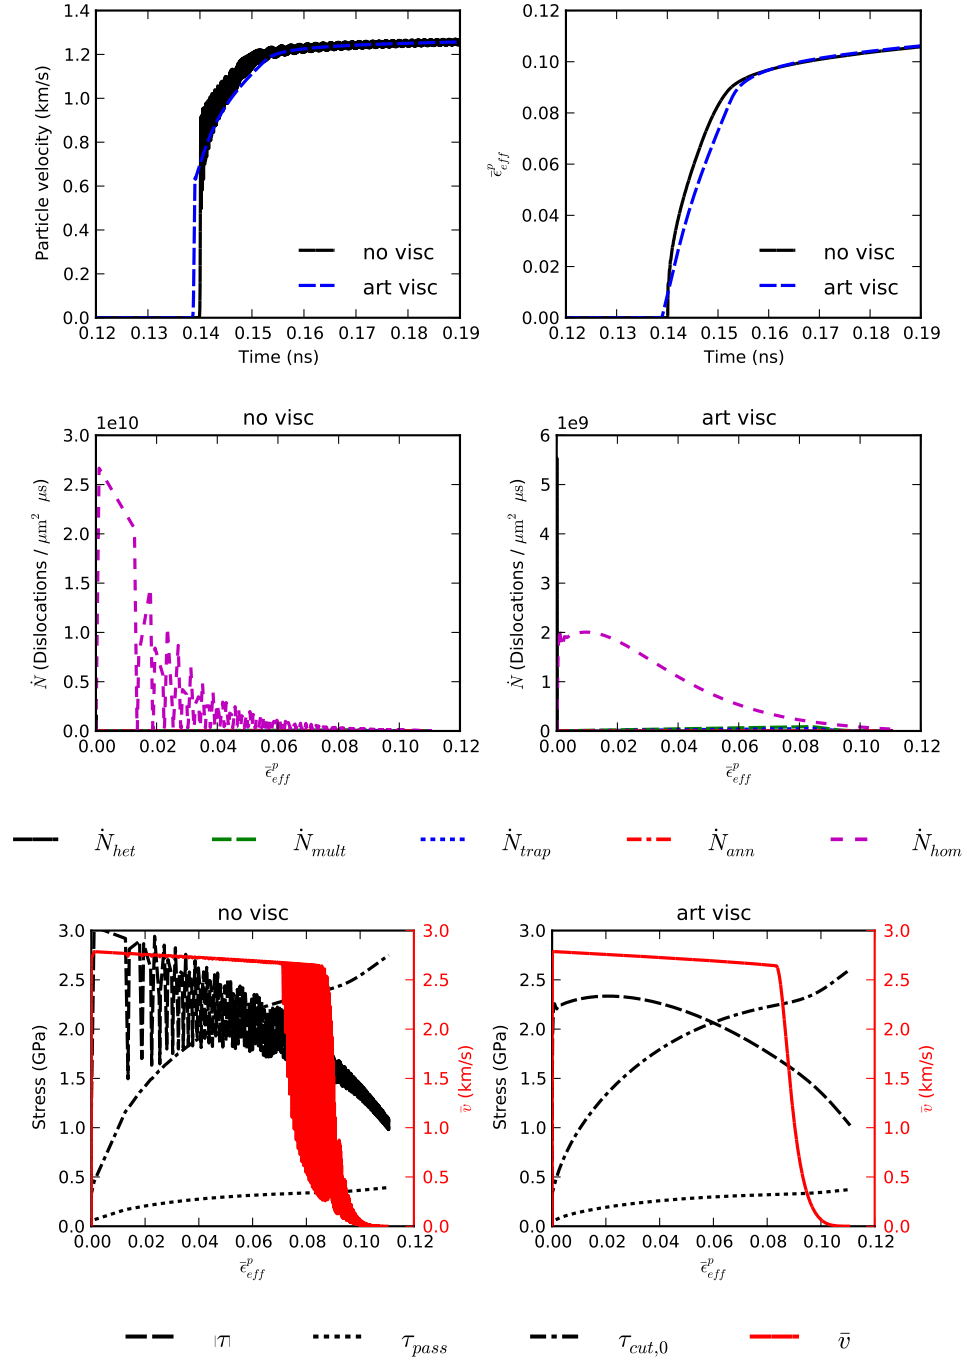 1.4
1.2
1.0
0.8
0.6
0.4
0.2
0.0
Particle velocity (km/s)
no visc
art visc
0.12 0.13 0.14 0.15 0.16 0.17 0.18 0.19
Time (ns)
0.12
0.10
0.08
0.06
0.04
0.02
0.00
ε̄^p_eff
no visc
art visc
0.12 0.13 0.14 0.15 0.16 0.17 0.18 0.19
Time (ns)
no visc
1e10
3.0
2.5
2.0
1.5
1.0
0.5
0.0
Ṅ (Dislocations / μm² μs)
0.00 0.02 0.04 0.06 0.08 0.10 0.12
ε̄^p_eff
art visc
1e9
6
5
4
3
2
1
0
Ṅ (Dislocations / μm² μs)
0.00 0.02 0.04 0.06 0.08 0.10 0.12
ε̄^p_eff
Ṅ_het Ṅ_mult Ṅ_trap Ṅ_ann Ṅ_hom
no visc
3.0
2.5
2.0
1.5
1.0
0.5
0.0
Stress (GPa)
3.0
2.5
2.0
1.5
1.0
0.5
0.0
v̄ (km/s)
0.00 0.02 0.04 0.06 0.08 0.10 0.12
ε̄^p_eff
art visc
3.0
2.5
2.0
1.5
1.0
0.5
0.0
Stress (GPa)
3.0
2.5
2.0
1.5
1.0
0.5
0.0
v̄ (km/s)
0.00 0.02 0.04 0.06 0.08 0.10 0.12
ε̄^p_eff
|τ| τ_pass τ_cut,0 v̄